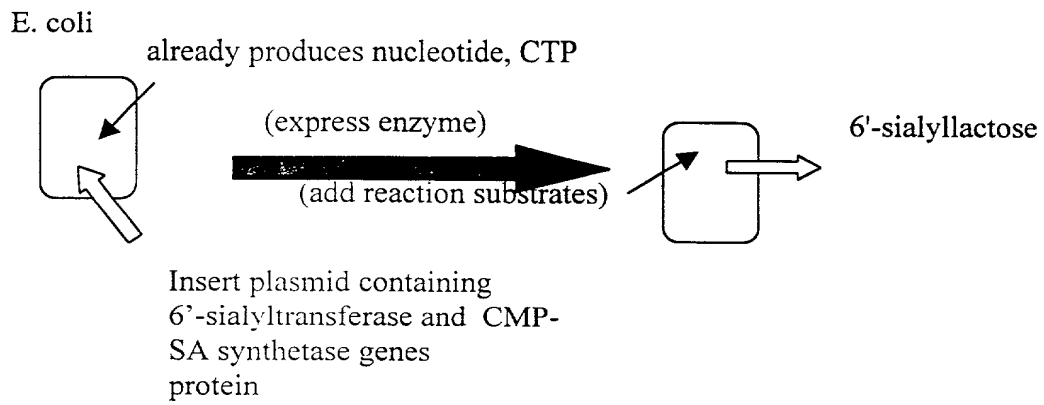 E. coli
already produces nucleotide, CTP
(express enzyme)
6'-sialyllactose
(add reaction substrates)
Insert plasmid containing
6’-sialyltransferase and CMP-
SA synthetase genes
protein